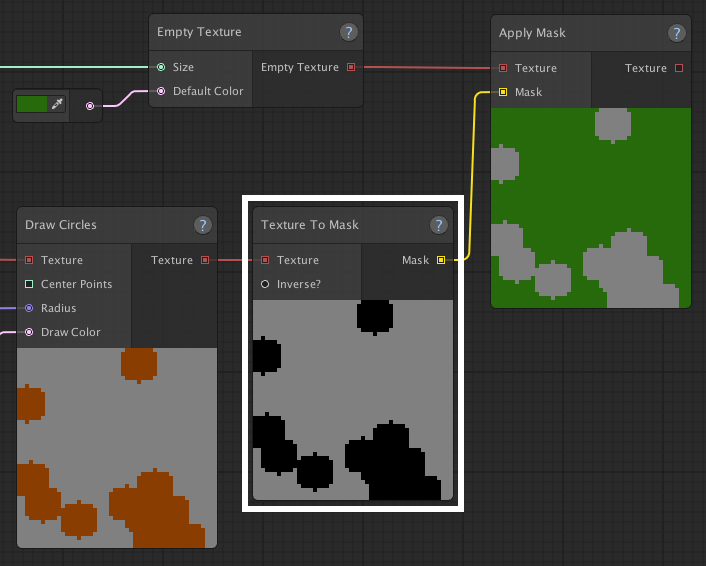 Empty Texture ?
Size
Empty Texture
Default Color
Apply Mask ?
Texture
Texture
Mask
Draw Circles ?
Texture
Texture
Center Points
Radius
Draw Color
Texture To Mask ?
Texture
Mask
Inverse?